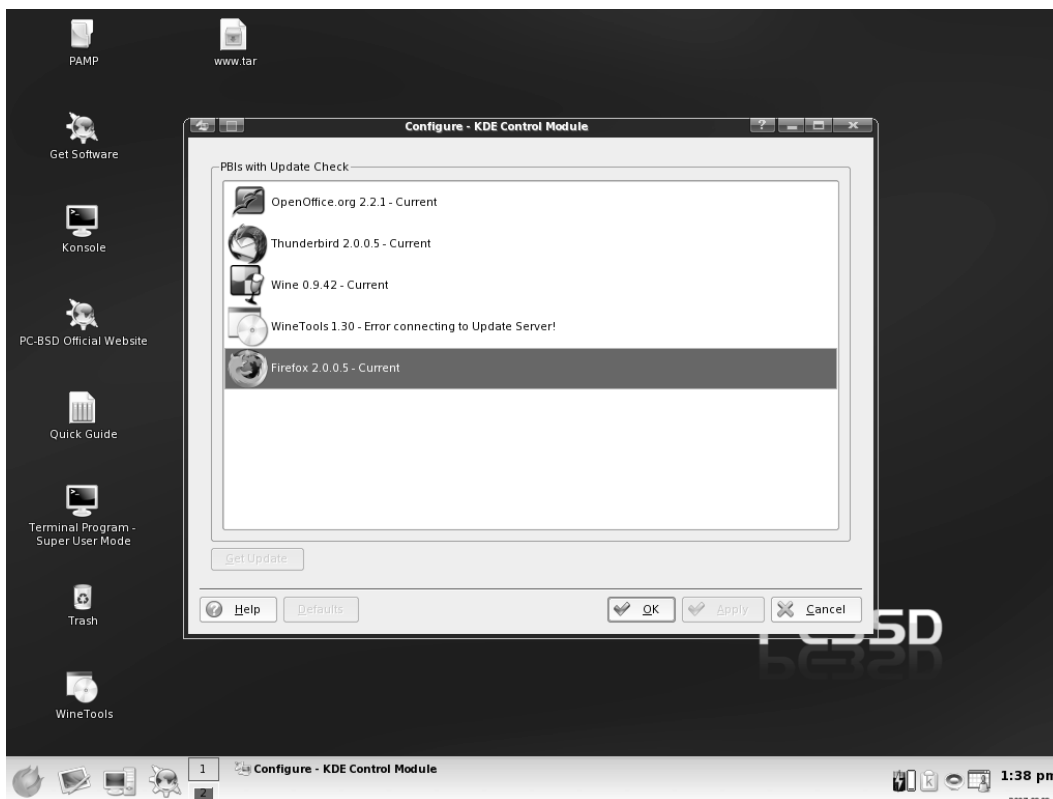 PAMP
www.tar
Get Software
Konsole
PC-BSD Official Website
Quick Guide
Terminal Program -
Super User Mode
Trash
WineTools
Configure - KDE Control Module
PBIs with Update Check
OpenOffice.org 2.2.1 - Current
Thunderbird 2.0.0.5 - Current
Wine 0.9.42 - Current
WineTools 1.30 - Error connecting to Update Server!
Firefox 2.0.0.5 - Current
Get Update
Help
Defaults
OK
Apply
Cancel
1
Configure - KDE Control Module
2
1:38 pm